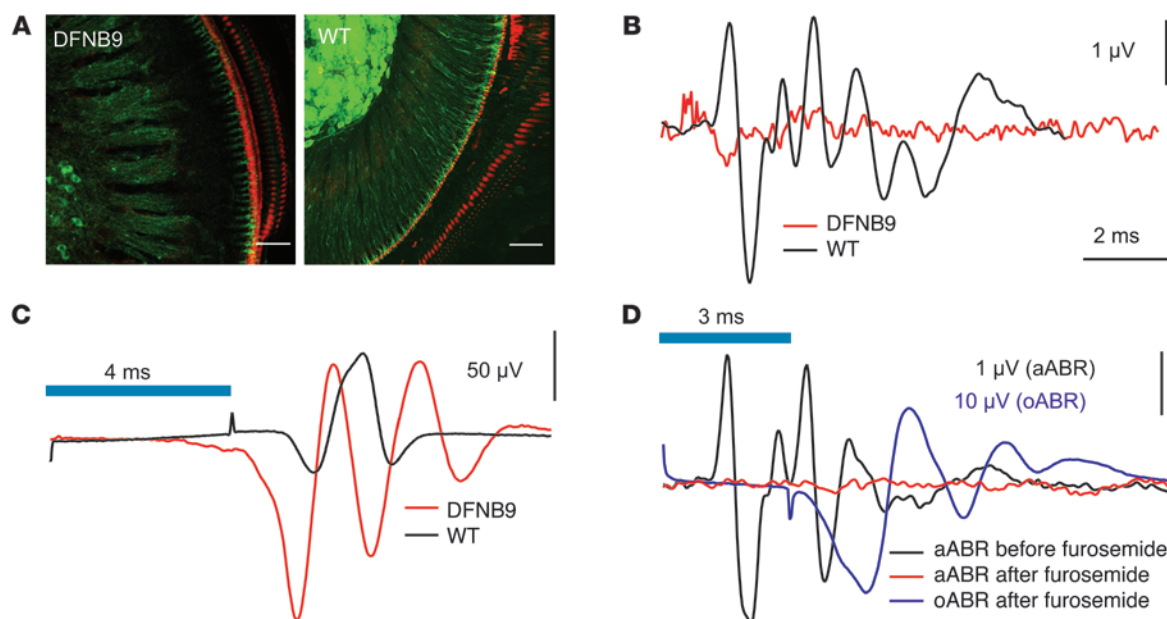 A
DFNB9
WT
B
1 μV
DFNB9
WT
2 ms
C
4 ms
50 μV
DFNB9
WT
D
3 ms
1 μV (aABR)
10 μV (oABR)
aABR before furosemide
aABR after furosemide
oABR after furosemide